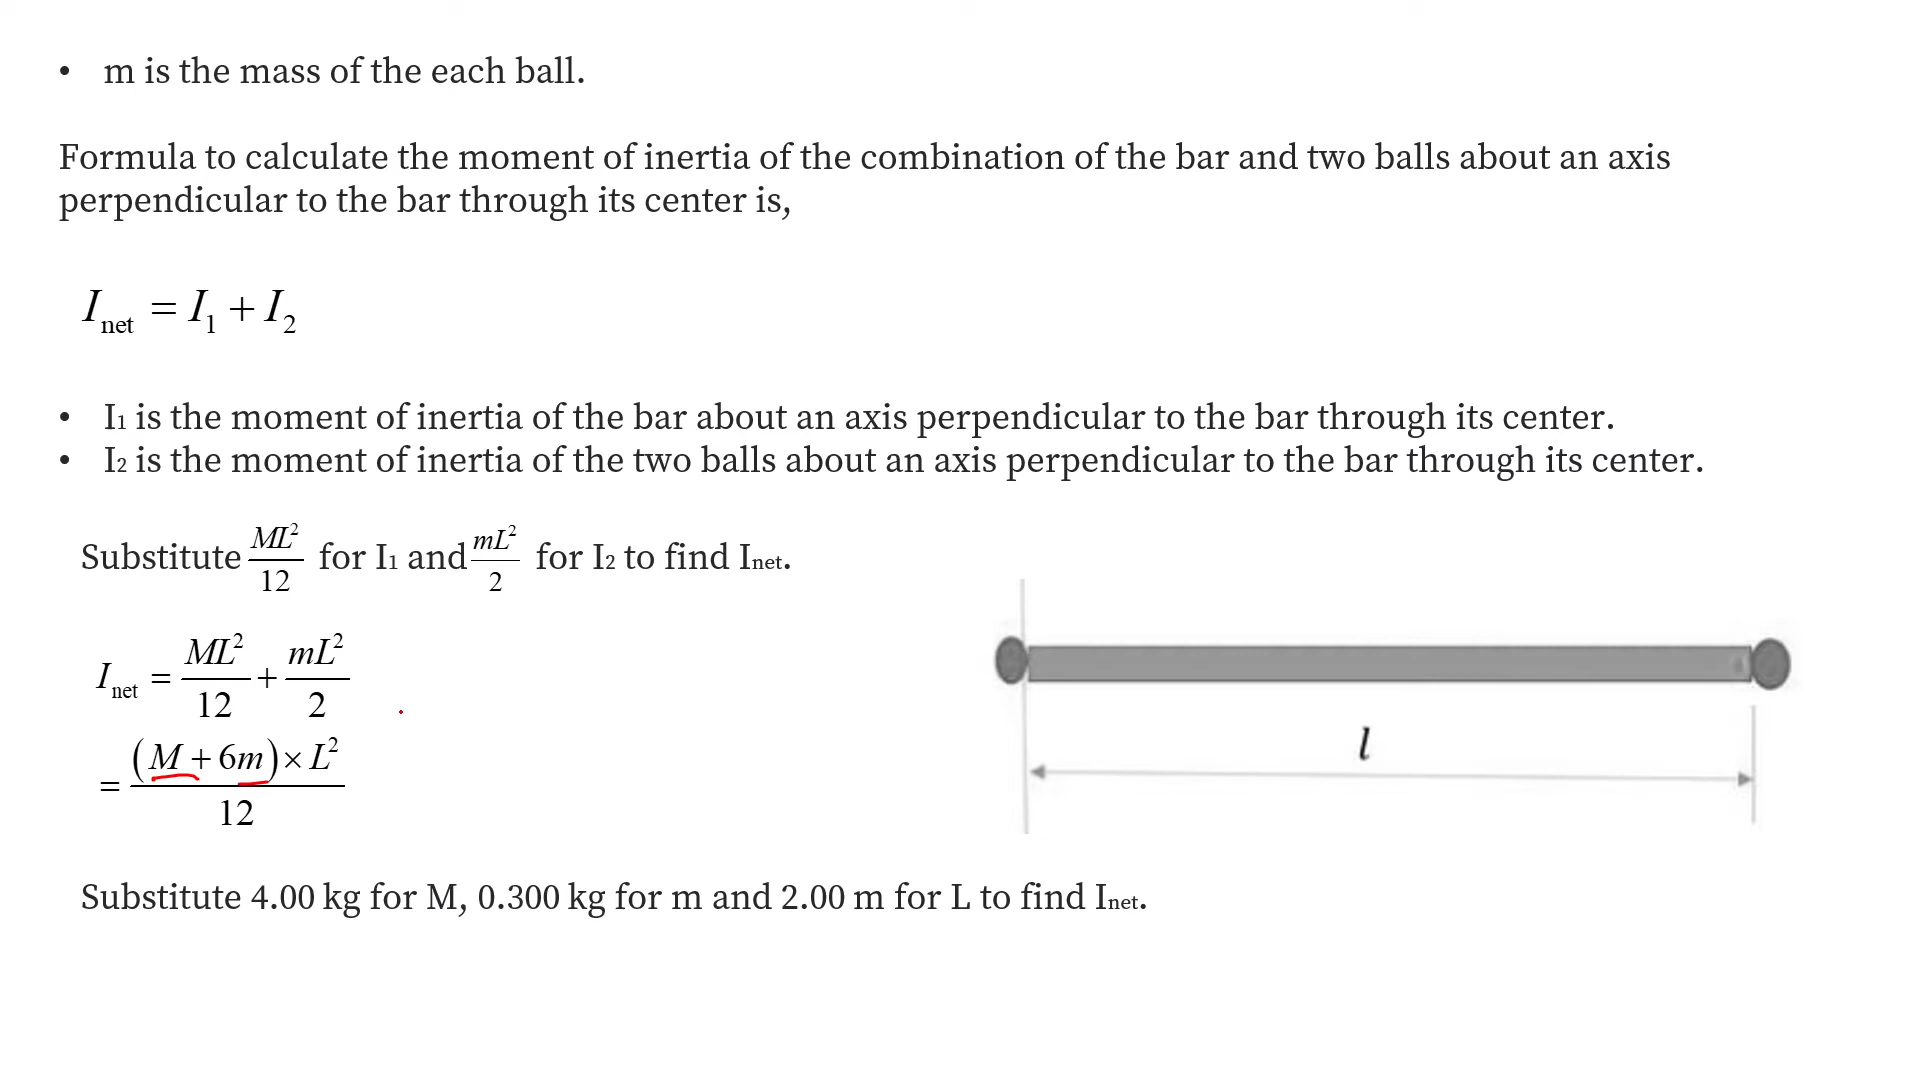 • m is the mass of the each ball.
Formula to calculate the moment of inertia of the combination of the bar and two balls about an axis
perpendicular to the bar through its center is,
I_net = I₁ + I₂
• I₁ is the moment of inertia of the bar about an axis perpendicular to the bar through its center.
• I₂ is the moment of inertia of the two balls about an axis perpendicular to the bar through its center.
Substitute ML²/12 for I₁ and mL²/2 for I₂ to find Inet.
I_net = ML²/12 + mL²/2
= (M + 6m) × L²/12
l
Substitute 4.00 kg for M, 0.300 kg for m and 2.00 m for L to find Inet.